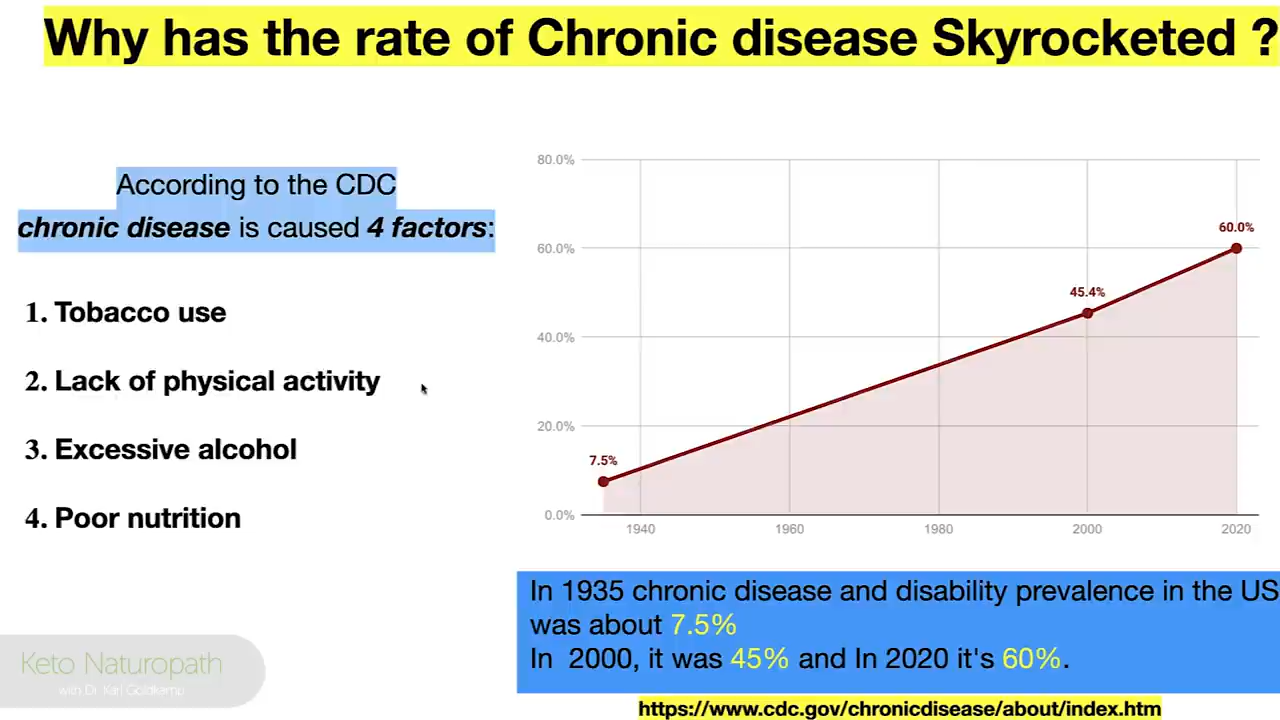 Why has the rate of Chronic disease Skyrocketed ?
According to the CDC
chronic disease is caused 4 factors:
1. Tobacco use
2. Lack of physical activity
3. Excessive alcohol
4. Poor nutrition
80.0%
60.0%
40.0%
20.0%
0.0%
7.5%
45.4%
60.0%
1940
1960
1980
2000
2020
In 1935 chronic disease and disability prevalence in the US
was about 7.5%
In 2000, it was 45% and In 2020 it's 60%.
https://www.cdc.gov/chronicdisease/about/index.htm
Keto Naturopath
with Dr. Karl Goldkamp